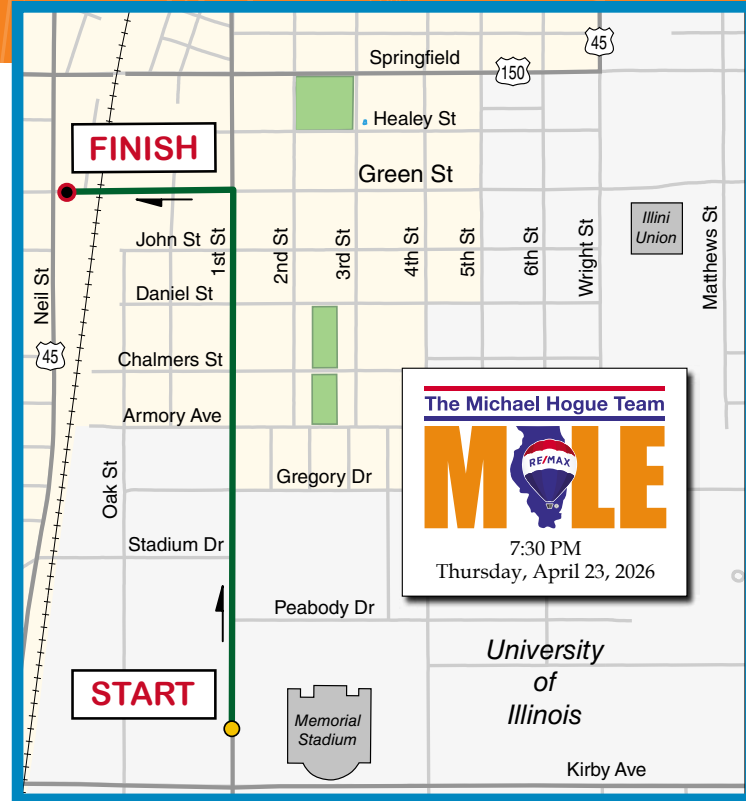 45
Springfield
150
Healey St
FINISH
Green St
Illini
Union
John St
1st St
2nd St
3rd St
4th St
5th St
6th St
Wright St
Matthews St
Neil St
Daniel St
45
Chalmers St
The Michael Hogue Team
Armory Ave
MILE
RE/MAX
Oak St
Gregory Dr
7:30 PM
Thursday, April 23, 2026
Stadium Dr
Peabody Dr
University
of
Illinois
START
Memorial
Stadium
Kirby Ave